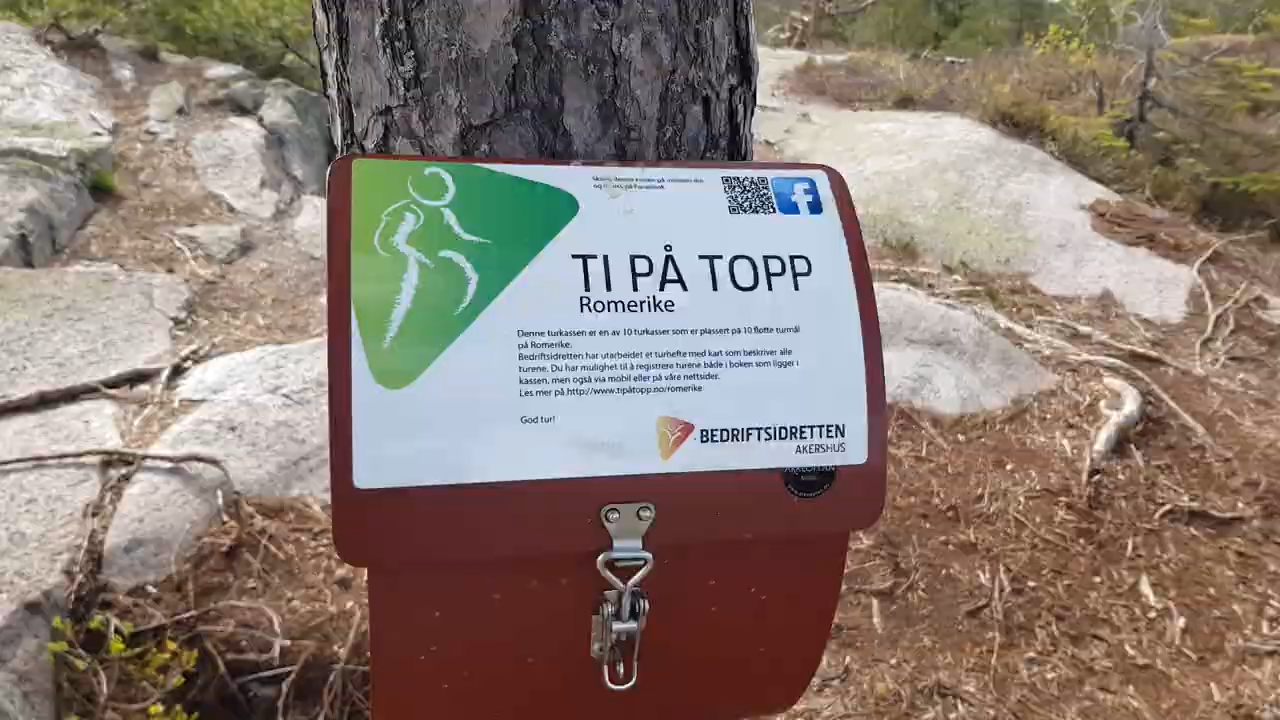 og på Facebook
TI PÅ TOPP
Romerike
Denne turkassen er en av 10 turkasser som er plassert på 10 flotte turmål
på Romerike.
Bedriftsidretten har utarbeidet et turhefte med kart som beskriver alle
turene. Du har mulighet til å registrere turene både i boken som ligger i
kassen, men også via mobil eller på våre nettsider.
Les mer på http://www.tipåtopp.no/romerike
God tur!
BEDRIFTSIDRETTEN
AKERSHUS